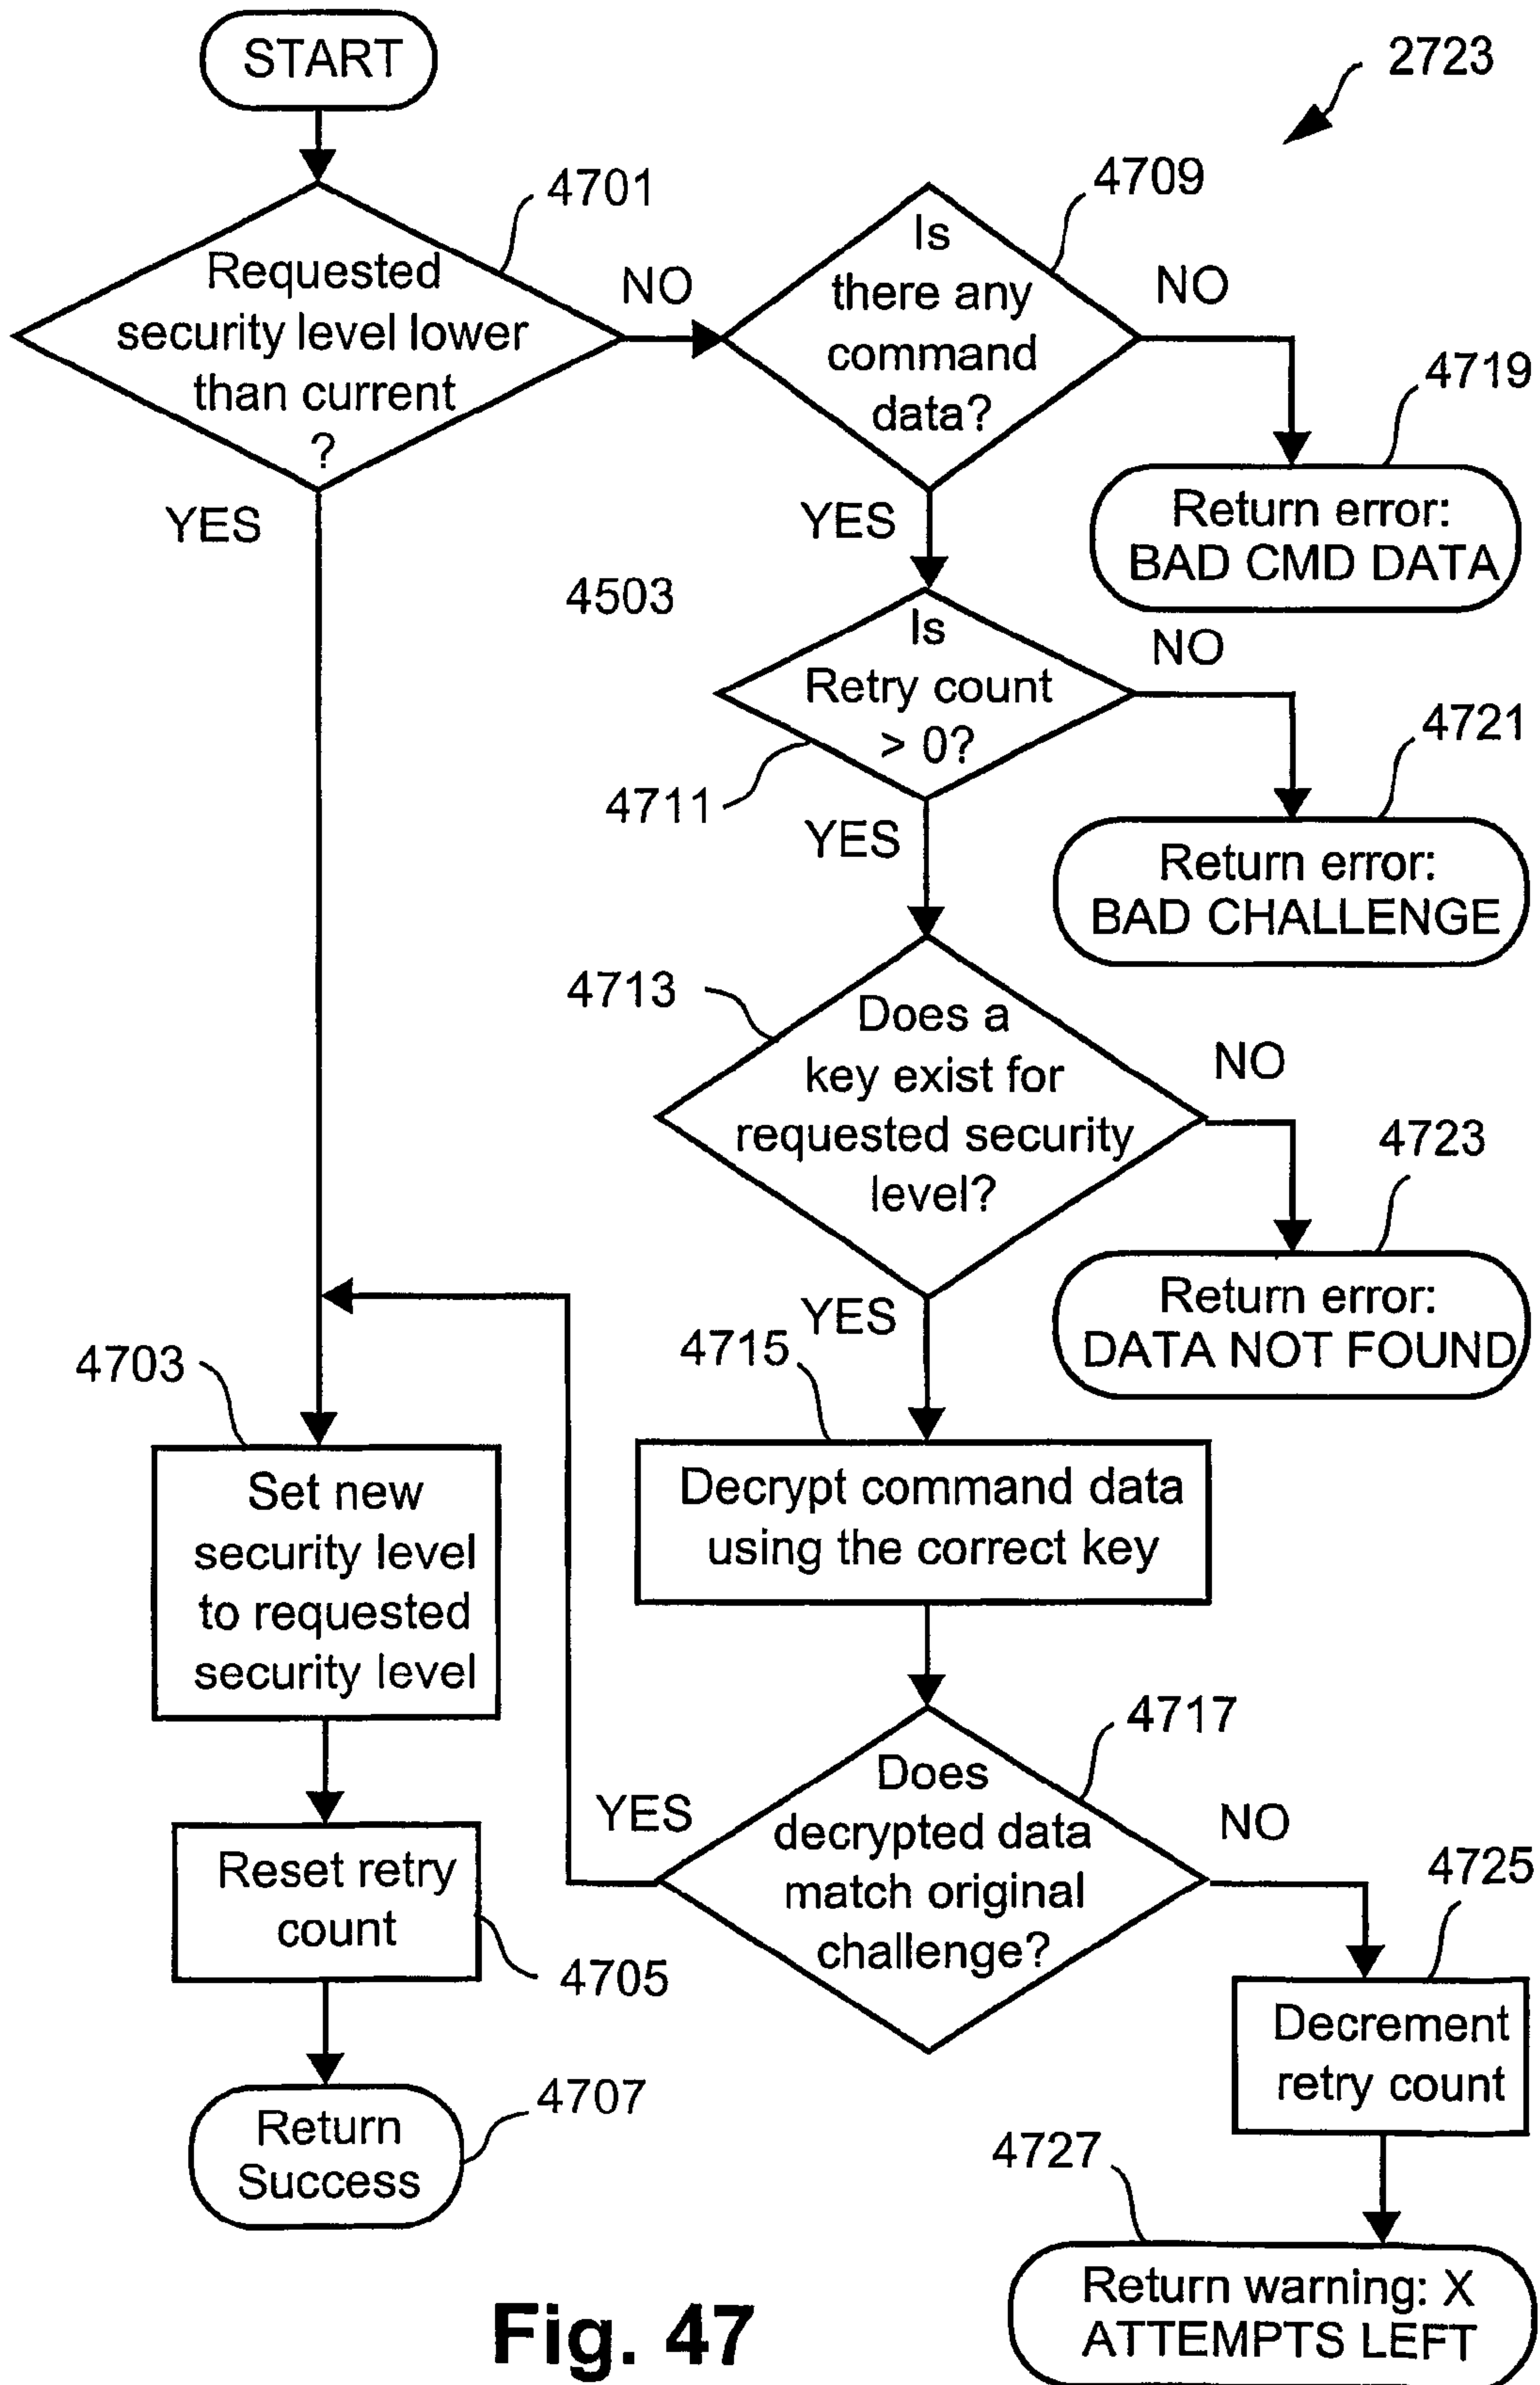 START
2723
4701
Requested
security level lower
than current
?
NO
YES
4709
Is
there any
command
data?
NO
YES
4719
Return error:
BAD CMD DATA
4503
Is
Retry count
> 0?
4711
NO
YES
4721
Return error:
BAD CHALLENGE
4713
Does a
key exist for
requested security
level?
NO
YES
4723
Return error:
DATA NOT FOUND
4703
Set new
security level
to requested
security level
4715
Decrypt command data
using the correct key
4717
Does
decrypted data
match original
challenge?
YES
NO
Reset retry
count
4705
4725
Decrement
retry count
Return
Success
4707
4727
Return warning: X
ATTEMPTS LEFT
Fig. 47